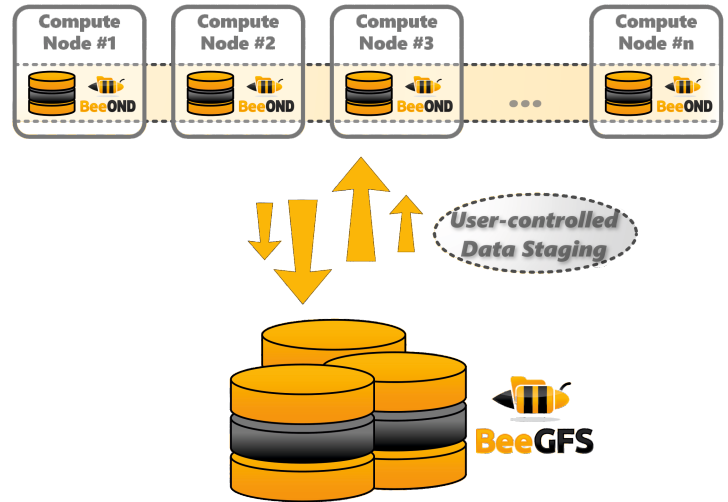 Compute
Node #1
Compute
Node #2
Compute
Node #3
Compute
Node #n
BeeOND
BeeOND
BeeOND
...
BeeOND
User-controlled
Data Staging
BeeGFS